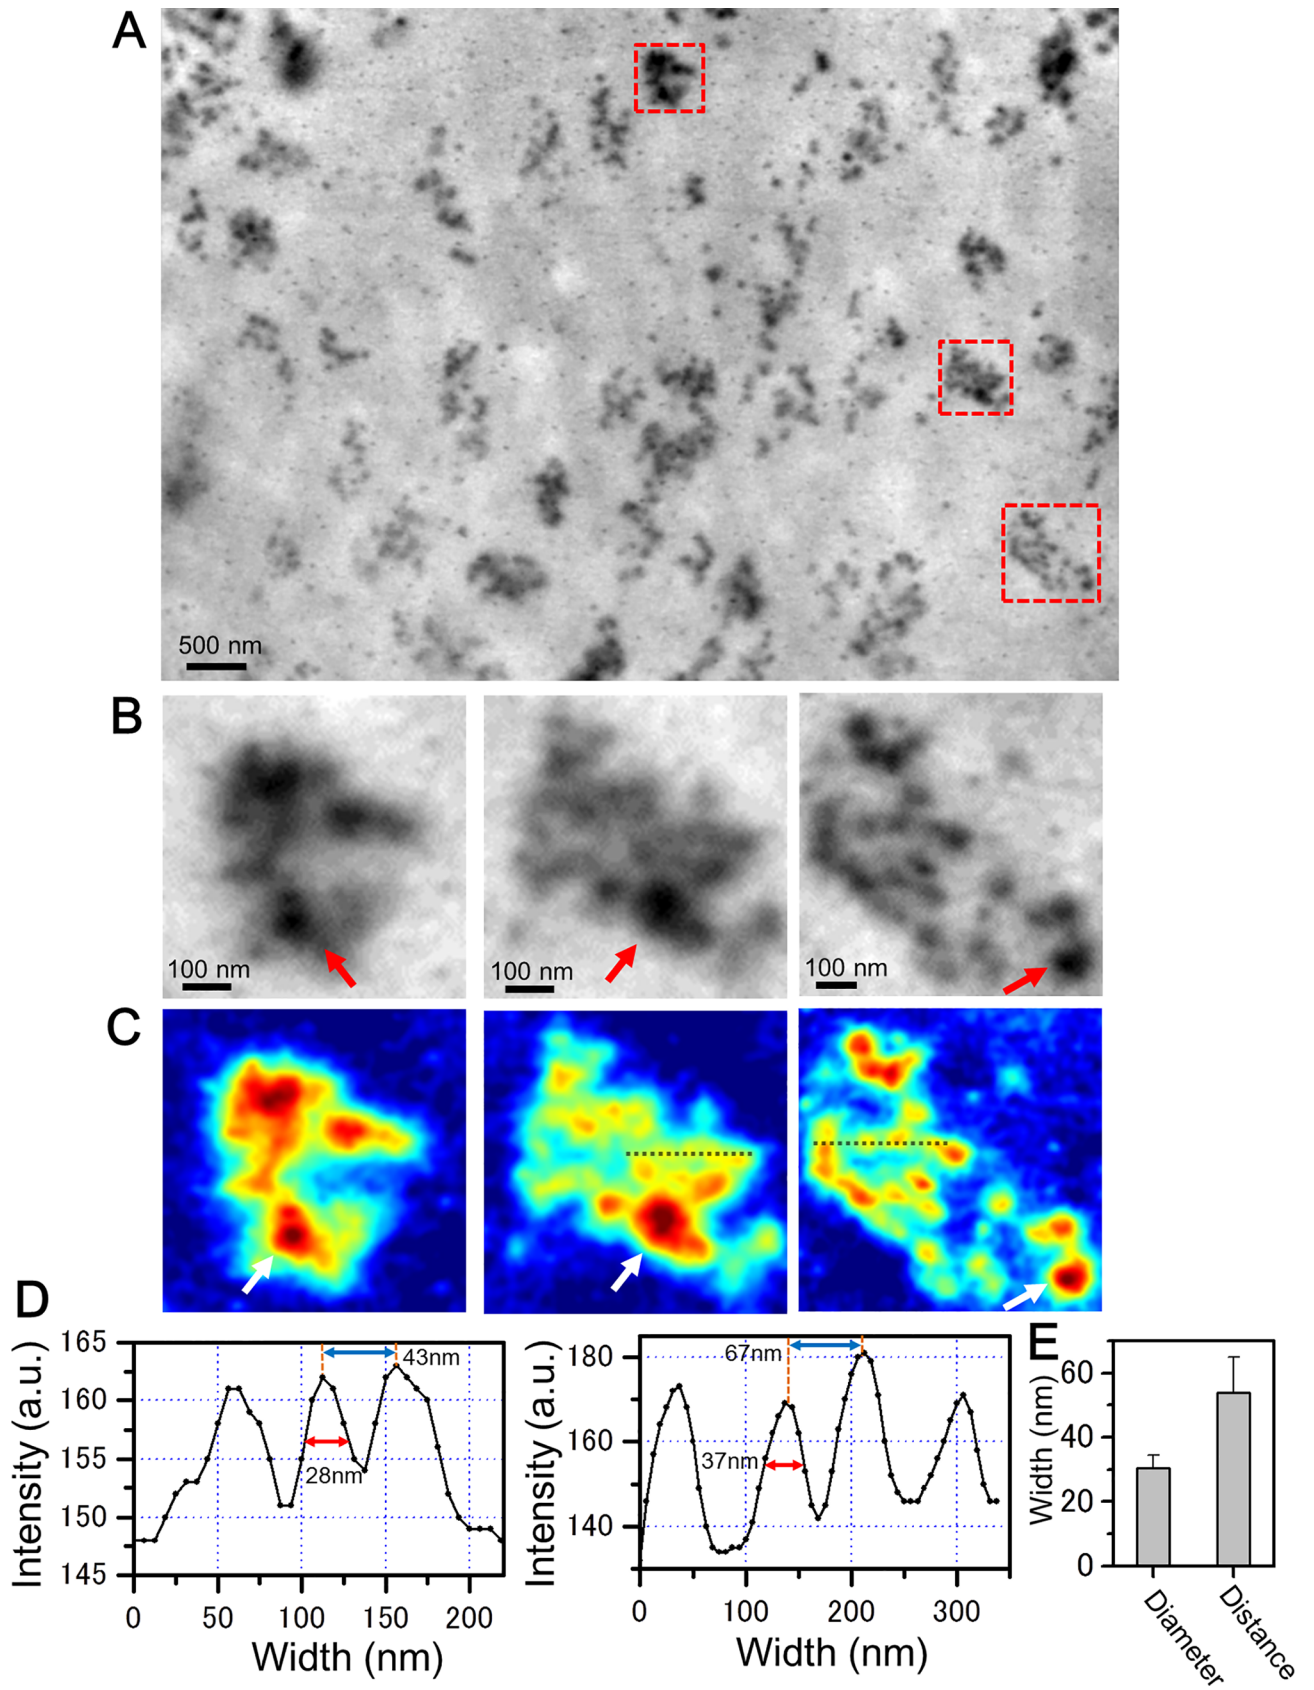 A
500 nm
B
100 nm
100 nm
100 nm
C
D
165
160
155
150
145
Intensity (a.u.)
43nm
28nm
0
50
100
150
200
Width (nm)
180
160
140
Intensity (a.u.)
67nm
37nm
0
100
200
300
Width (nm)
E
60
40
20
0
Width (nm)
Diameter
Distance